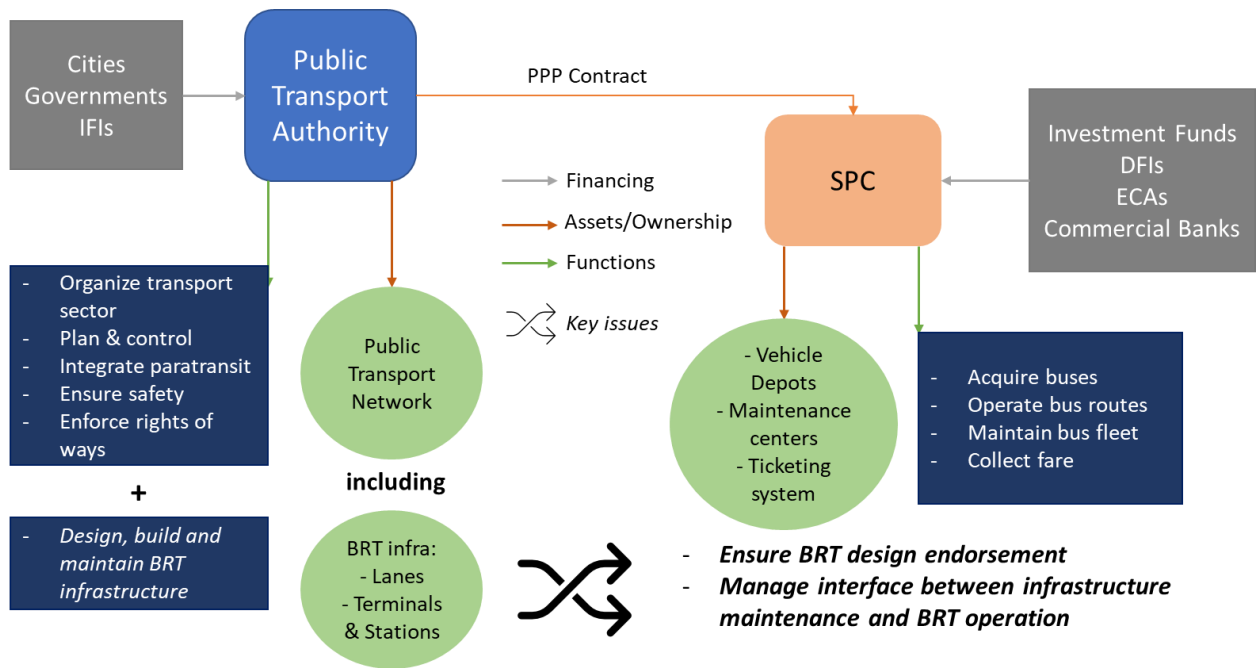 Cities
Governments
IFIs
Public
Transport
Authority
PPP Contract
SPC
Investment Funds
DFIs
ECAs
Commercial Banks
Financing
Assets/Ownership
Functions
Key issues
- Organize transport
sector
- Plan & control
- Integrate paratransit
- Ensure safety
- Enforce rights of
ways
+
- Design, build and
maintain BRT
infrastructure
Public
Transport
Network
including
BRT infra:
- Lanes
- Terminals
& Stations
- Vehicle
Depots
- Maintenance
centers
- Ticketing
system
- Acquire buses
- Operate bus routes
- Maintain bus fleet
- Collect fare
- Ensure BRT design endorsement
- Manage interface between infrastructure
maintenance and BRT operation